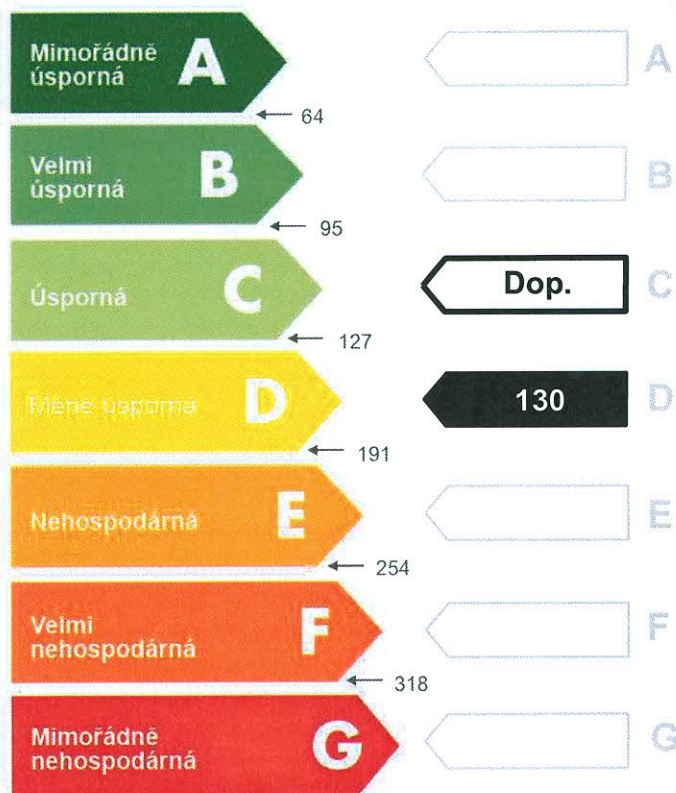 Mimořádně
úsporná
A
A
64
Velmi
úsporná
B
B
95
Úsporná
C
Dop.
C
127
Méně úsporná
D
130
D
191
Nehospodárná
E
E
254
Velmi
nehospodárná
F
F
318
Mimořádně
nehospodárná
G
G